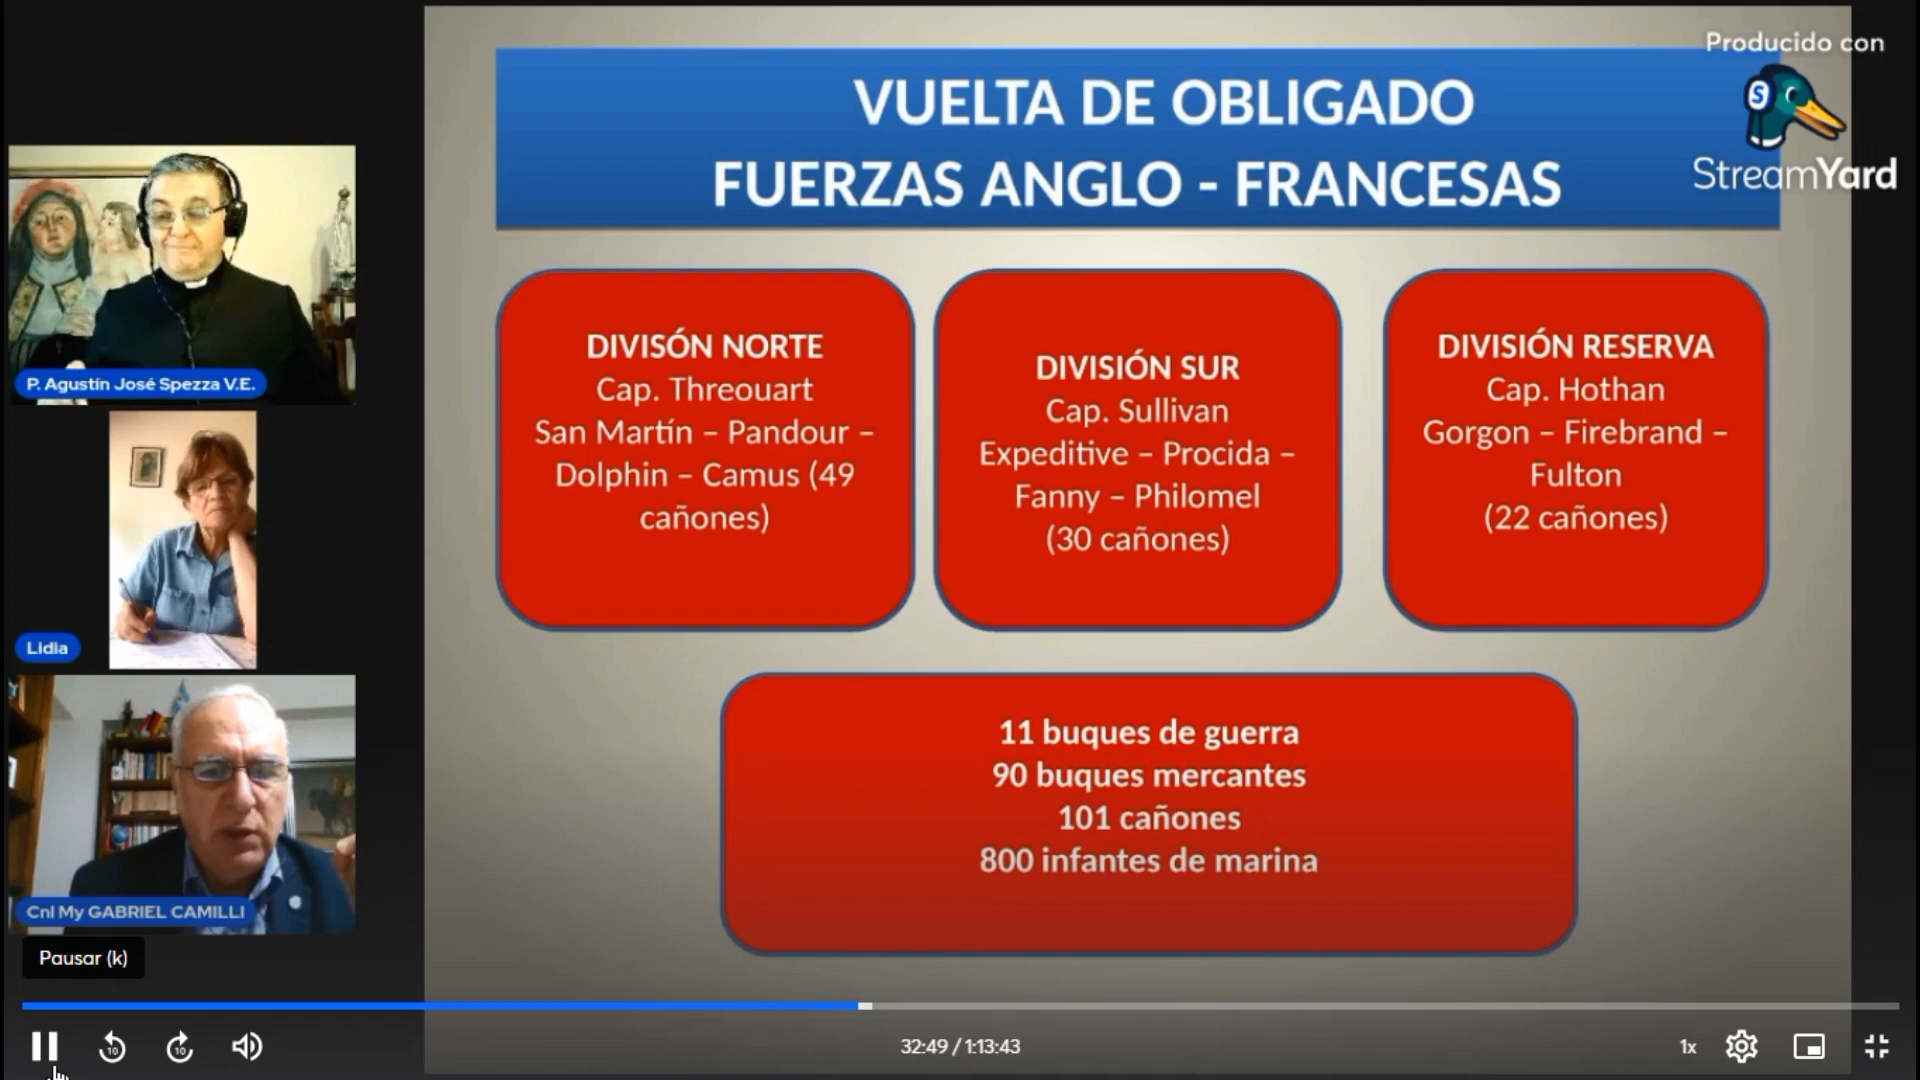 Producido con
StreamYard
VUELTA DE OBLIGADO
FUERZAS ANGLO - FRANCESAS
DIVISÓN NORTE
Cap. Threouart
San Martín – Pandour –
Dolphin – Camus (49
cañones)
DIVISIÓN SUR
Cap. Sullivan
Expeditive – Procida –
Fanny – Philomel
(30 cañones)
DIVISIÓN RESERVA
Cap. Hothan
Gorgon – Firebrand –
Fulton
(22 cañones)
11 buques de guerra
90 buques mercantes
101 cañones
800 infantes de marina
P. Agustín José Spezza V.E.
Lidia
Cnl My GABRIEL CAMILLI
Pausar (k)
10
10
32:49 / 1:13:43
1x